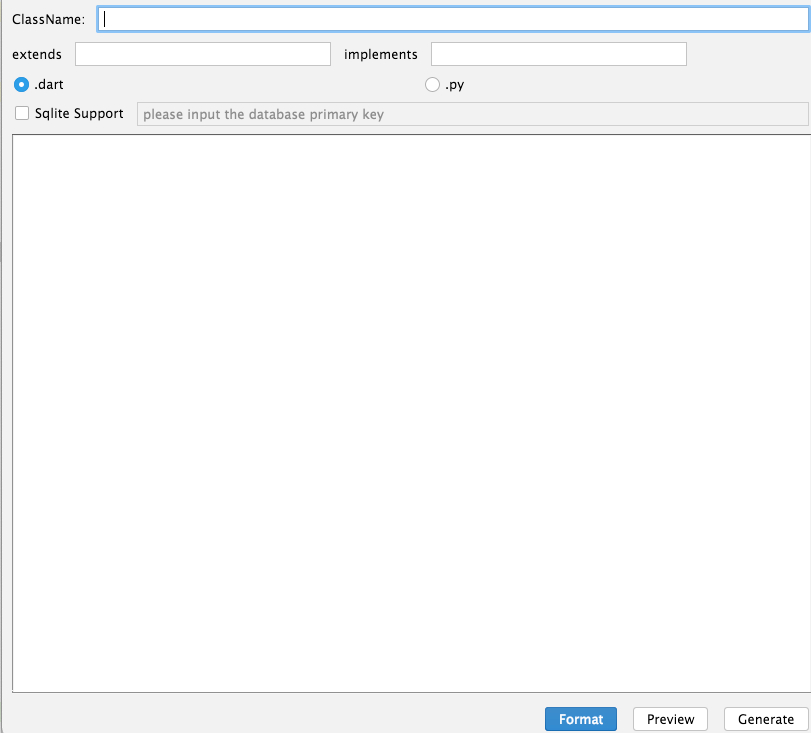 ClassName:
extends implements
.dart .py
Sqlite Support please input the database primary key
Format Preview Generate